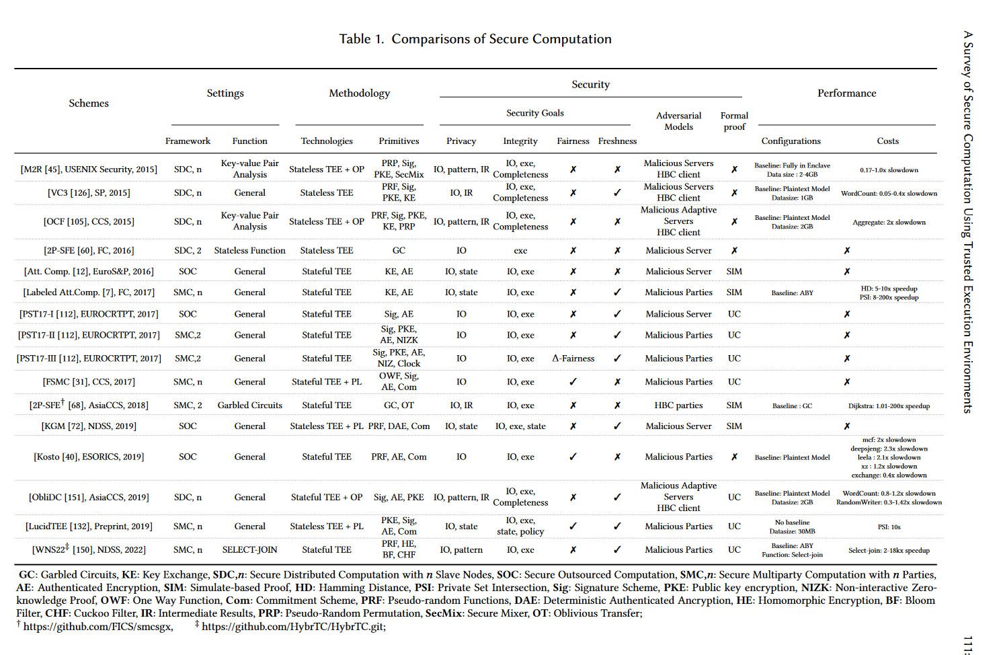 Table 1. Comparisons of Secure Computation
Schemes Settings Methodology Security Performance
Security Goals Adversarial Models Formal proof
Framework Function Technologies Primitives Privacy Integrity Fairness Freshness Configurations Costs
[M2R [45], USENIX Security, 2015] SDC, n Key-value Pair Analysis Stateless TEE + OP PRP, Sig, PKE, SecMix IO, pattern, IR IO, exe, Completeness ✗ ✗ Malicious Servers HBC client ✗ Baseline: Fully in Enclave Data size : 2-4GB 0.17-1.0x slowdown
[VC3 [126], SP, 2015] SDC, n General Stateless TEE PRF, Sig, PKE, KE IO, IR IO, exe, Completeness ✗ ✓ Malicious Servers HBC client ✗ Baseline: Plaintext Model Datasize: 1GB WordCount: 0.05-0.4x slowdown
[OCF [105], CCS, 2015] SDC, n Key-value Pair Analysis Stateless TEE + OP PRF, Sig, PKE, KE, PRP IO, pattern, IR IO, exe, Completeness ✗ ✗ Malicious Adaptive Servers HBC client ✗ Baseline: Plaintext Model Datasize: 2GB Aggregate: 2x slowdown
[2P-SFE [60], FC, 2016] SDC, 2 Stateless Function Stateless TEE GC IO exe ✗ ✗ Malicious Server ✗ ✗
[Att. Comp. [12], EuroS&P, 2016] SOC General Stateful TEE KE, AE IO, state IO, exe ✗ ✗ Malicious Server SIM ✗
[Labeled Att.Comp. [7], FC, 2017] SMC, n General Stateful TEE KE, AE IO, state IO, exe ✗ ✓ Malicious Parties SIM Baseline: ABY HD: 5-10x speedup PSI: 8-200x speedup
[PST17-I [112], EUROCRTPT, 2017] SOC General Stateful TEE Sig, AE IO IO, exe ✗ ✓ Malicious Server UC ✗
[PST17-II [112], EUROCRTPT, 2017] SMC,2 General Stateful TEE Sig, PKE, AE, NIZK IO IO, exe ✗ ✓ Malicious Parties UC ✗
[PST17-III [112], EUROCRTPT, 2017] SMC,2 General Stateful TEE Sig, PKE, AE, NIZ, Clock IO IO, exe Δ-Fairness ✓ Malicious Parties UC ✗
[FSMC [31], CCS, 2017] SMC, n General Stateful TEE + PL OWF, Sig, AE, Com IO IO, exe ✓ ✗ Malicious Parties UC ✗
[2P-SFE† [68], AsiaCCS, 2018] SMC, 2 Garbled Circuits Stateful TEE GC, OT IO, IR IO, exe ✗ ✗ HBC parties SIM Baseline : GC Dijkstra: 1.01-200x speedup
[KGM [72], NDSS, 2019] SOC General Stateless TEE + PL PRF, DAE, Com IO, state IO, exe, state ✗ ✓ Malicious Server SIM ✗
[Kosto [40], ESORICS, 2019] SOC General Stateful TEE PRF, AE, Com IO IO, exe ✓ ✗ Malicious Parties ✗ Baseline: Plaintext Model mcf: 2x slowdown deepsjeng: 2.3x slowdown leela : 2.1x slowdown xz : 1.2x slowdown exchange: 0.4x slowdown
[ObliDC [151], AsiaCCS, 2019] SDC, n General Stateful TEE + OP Sig, AE, PKE IO, pattern, IR IO, exe, Completeness ✗ ✓ Malicious Adaptive Servers HBC client UC Baseline: Plaintext Model Datasize: 2GB WordCount: 0.8-1.2x slowdown RandomWriter: 0.3-1.42x slowdown
[LucidTEE [132], Preprint, 2019] SMC, n General Stateless TEE + PL PKE, Sig, AE, Com IO, state IO, exe, state, policy ✓ ✓ Malicious Parties UC No baseline Datasize: 30MB PSI: 10s
[WNS22‡ [150], NDSS, 2022] SMC, n SELECT-JOIN Stateful TEE PRF, HE, BF, CHF IO, pattern IO, exe ✗ ✓ Malicious Parties UC Baseline: ABY Function: Select-join Select-join: 2-18kx speedup
GC: Garbled Circuits, KE: Key Exchange, SDC,n: Secure Distributed Computation with n Slave Nodes, SOC: Secure Outsourced Computation, SMC,n: Secure Multiparty Computation with n Parties,
AE: Authenticated Encryption, SIM: Simulate-based Proof, HD: Hamming Distance, PSI: Private Set Intersection, Sig: Signature Scheme, PKE: Public key encryption, NIZK: Non-interactive Zero-
knowledge Proof, OWF: One Way Function, Com: Commitment Scheme, PRF: Pseudo-random Functions, DAE: Deterministic Authenticated Ancryption, HE: Homomorphic Encryption, BF: Bloom
Filter, CHF: Cuckoo Filter, IR: Intermediate Results, PRP: Pseudo-Random Permutation, SecMix: Secure Mixer, OT: Oblivious Transfer;
† https://github.com/FICS/smcsgx, ‡ https://github.com/HybrTC/HybrTC.git;
A Survey of Secure Computation Using Trusted Execution Environments
111: